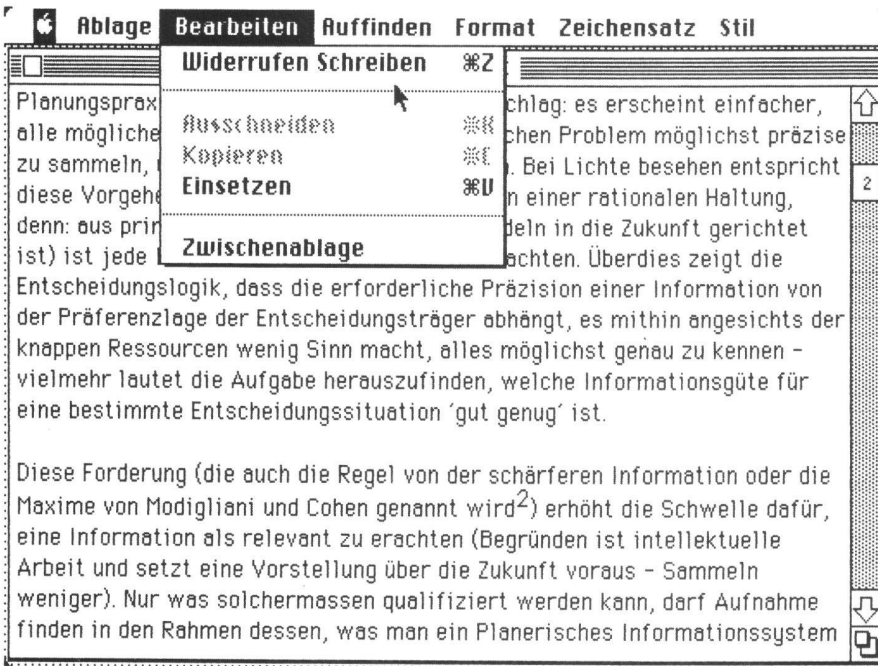 Ablage Bearbeiten Auffinden Format Zeichensatz Stil
Widerrufen Schreiben ⌘Z
Ausschneiden ⌘X
Kopieren ⌘C
Einsetzen ⌘V
Zwischenablage
Planungsprax chlag: es erscheint einfacher,
alle mögliche chen Problem möglichst präzise
zu sammeln, . Bei Lichte besehen entspricht
diese Vorgehe n einer rationalen Haltung,
denn: aus prin deln in die Zukunft gerichtet
ist) ist jede achten. Überdies zeigt die
Entscheidungslogik, dass die erforderliche Präzision einer Information von
der Präferenzlage der Entscheidungsträger abhängt, es mithin angesichts der
knappen Ressourcen wenig Sinn macht, alles möglichst genau zu kennen -
vielmehr lautet die Aufgabe herauszufinden, welche Informationsgüte für
eine bestimmte Entscheidungssituation ´gut genug´ ist.
Diese Forderung (die auch die Regel von der schärferen Information oder die
Maxime von Modigliani und Cohen genannt wird2) erhöht die Schwelle dafür,
eine Information als relevant zu erachten (Begründen ist intellektuelle
Arbeit und setzt eine Vorstellung über die Zukunft voraus - Sammeln
weniger). Nur was solchermassen qualifiziert werden kann, darf Aufnahme
finden in den Rahmen dessen, was man ein Planerisches Informationssystem
2